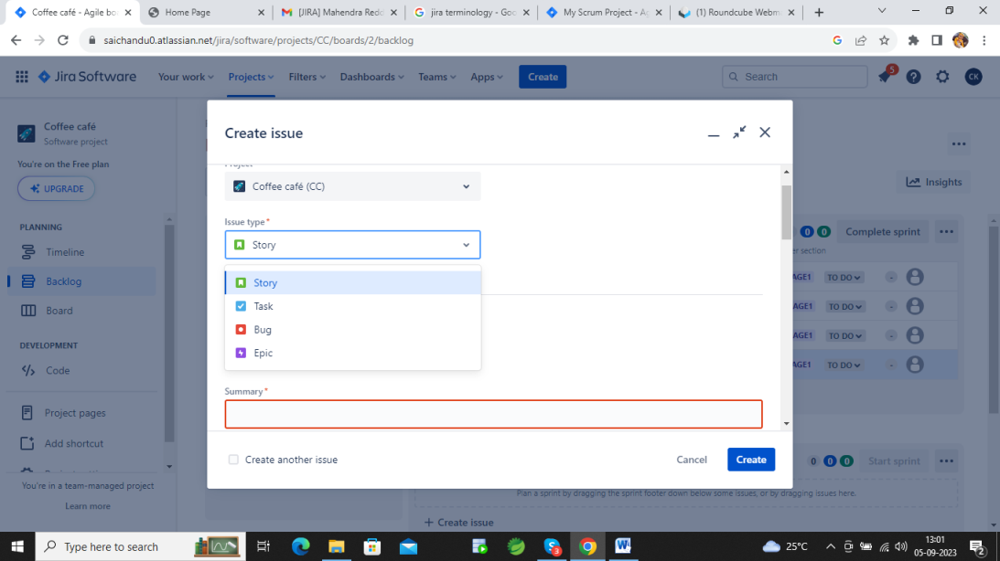 Coffee café - Agile boa
Home Page
[JIRA] Mahendra Redd
jira terminology - Goo
My Scrum Project - Ag
(1) Roundcube Webma
saichandu0.atlassian.net/jira/software/projects/CC/boards/2/backlog
Jira Software
Your work
Projects
Filters
Dashboards
Teams
Apps
Create
Search
5
CK
Coffee café
Software project
You're on the Free plan
UPGRADE
PLANNING
Timeline
Backlog
Board
DEVELOPMENT
Code
Project pages
Add shortcut
You're in a team-managed project
Learn more
Create issue
Project
Coffee café (CC)
Issue type*
Story
Story
Task
Bug
Epic
Summary*
Create another issue
Cancel
Create
Insights
0 0 Complete sprint
er section
AGE1 TO DO -
AGE1 TO DO -
AGE1 TO DO -
AGE1 TO DO -
0 0 0 Start sprint
Plan a sprint by dragging the sprint footer down below some issues, or by dragging issues here.
+ Create issue
Type here to search
3
25°C
13:01
05-09-2023
2